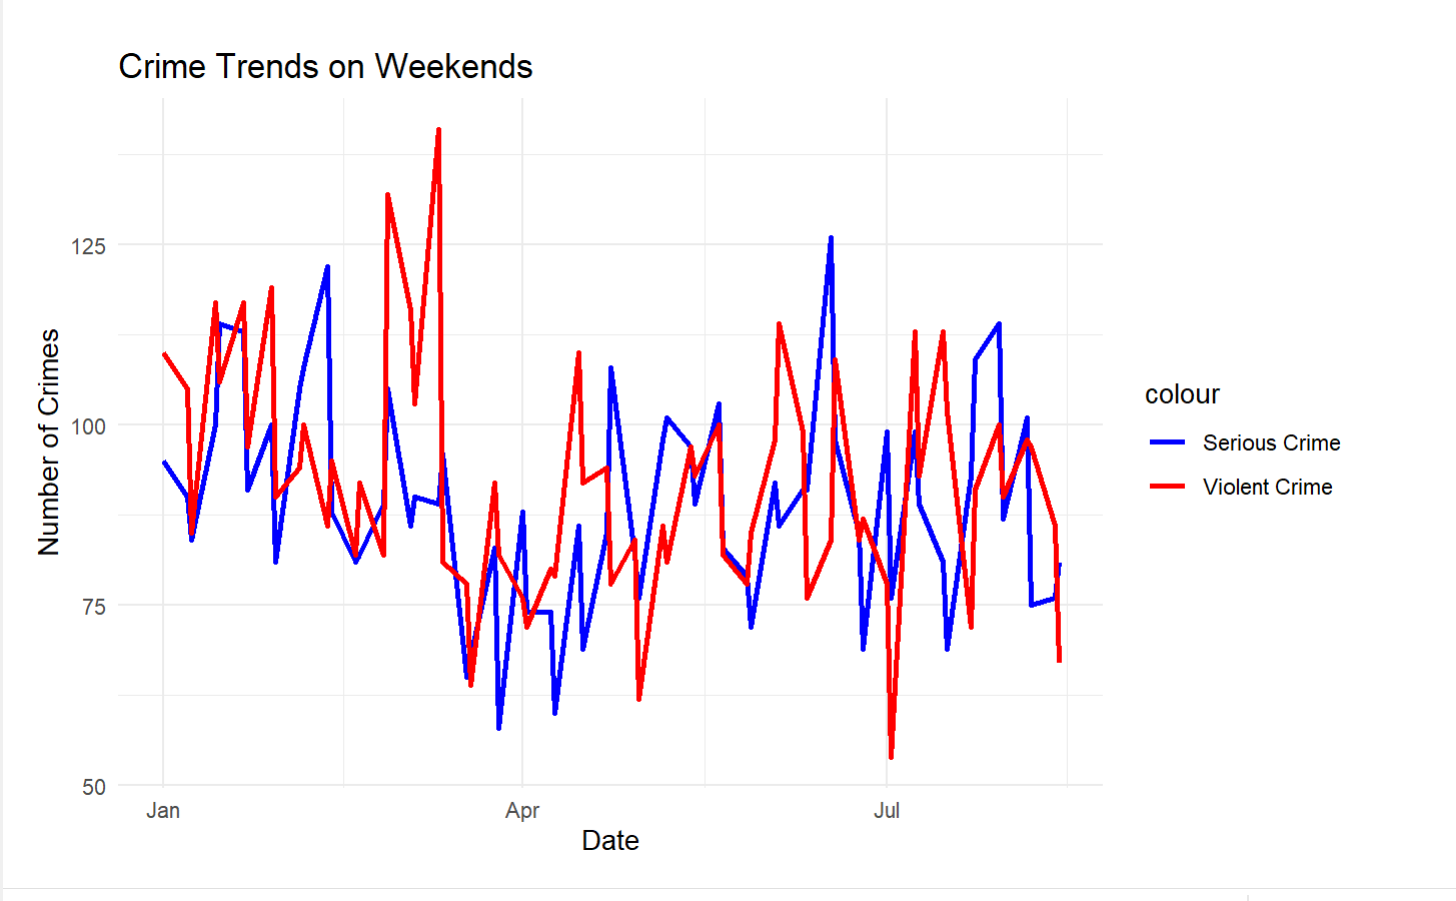 Crime Trends on Weekends
Number of Crimes
125
100
75
50
Jan
Apr
Jul
Date
colour
Serious Crime
Violent Crime